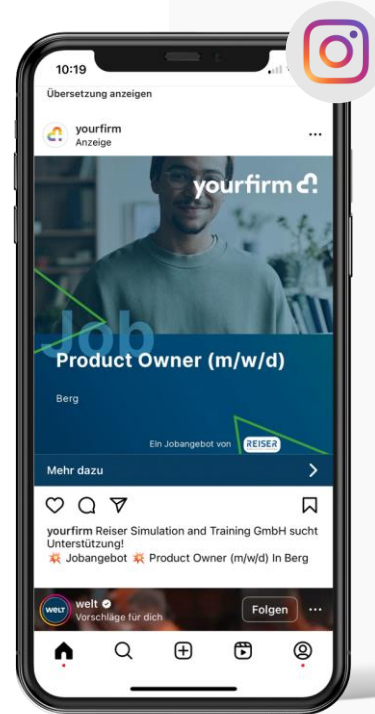 10:19
Übersetzung anzeigen
yourfirm
Anzeige
yourfirm
Job
Product Owner (m/w/d)
Berg
Ein Jobangebot von REISER
Mehr dazu
yourfirm Reiser Simulation and Training GmbH sucht
Unterstützung!
💥 Jobangebot 💥 Product Owner (m/w/d) In Berg
WELT
welt
Folgen
Vorschläge für dich